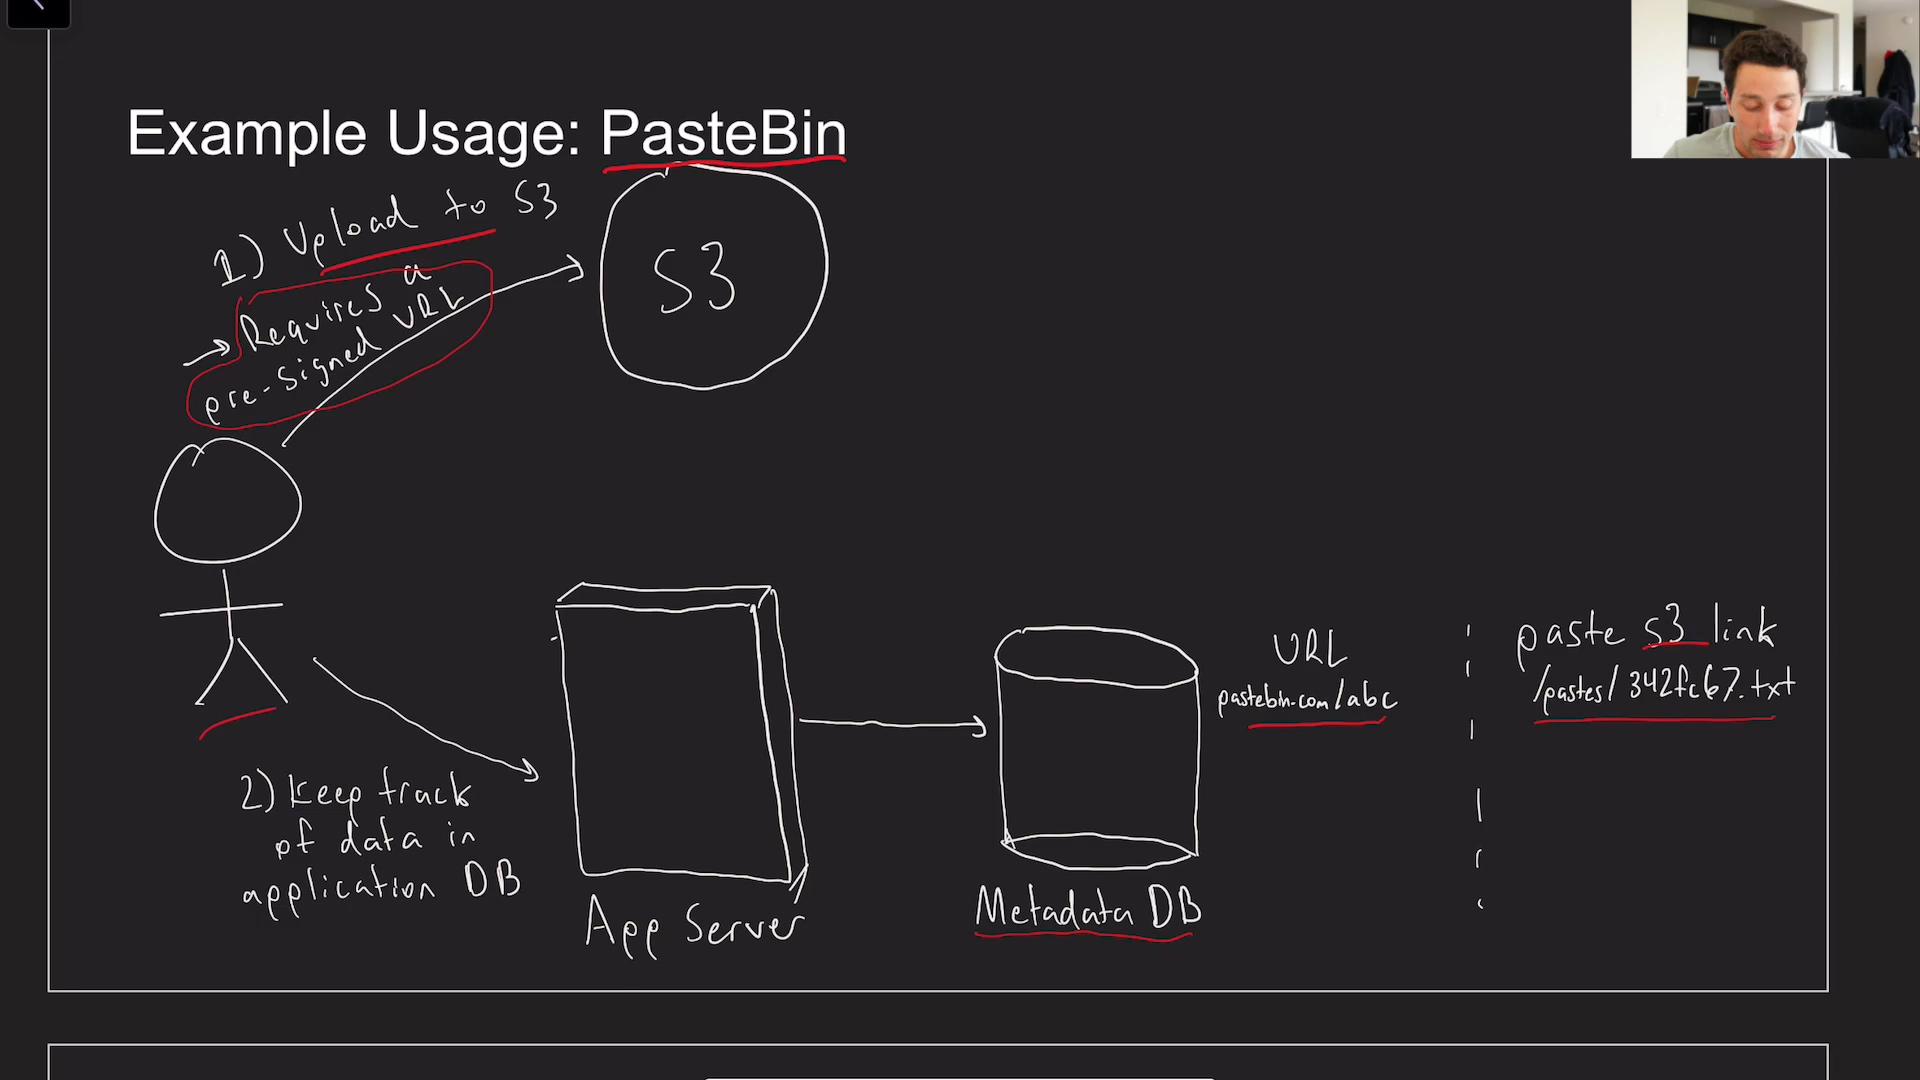 Example Usage: PasteBin
1) Upload to S3
Requires a
pre-signed URL
S3
2) Keep track
of data in
application DB
App Server
Metadata DB
URL
pastebin.com/abc
paste S3 link
/pastes/342fc67.txt